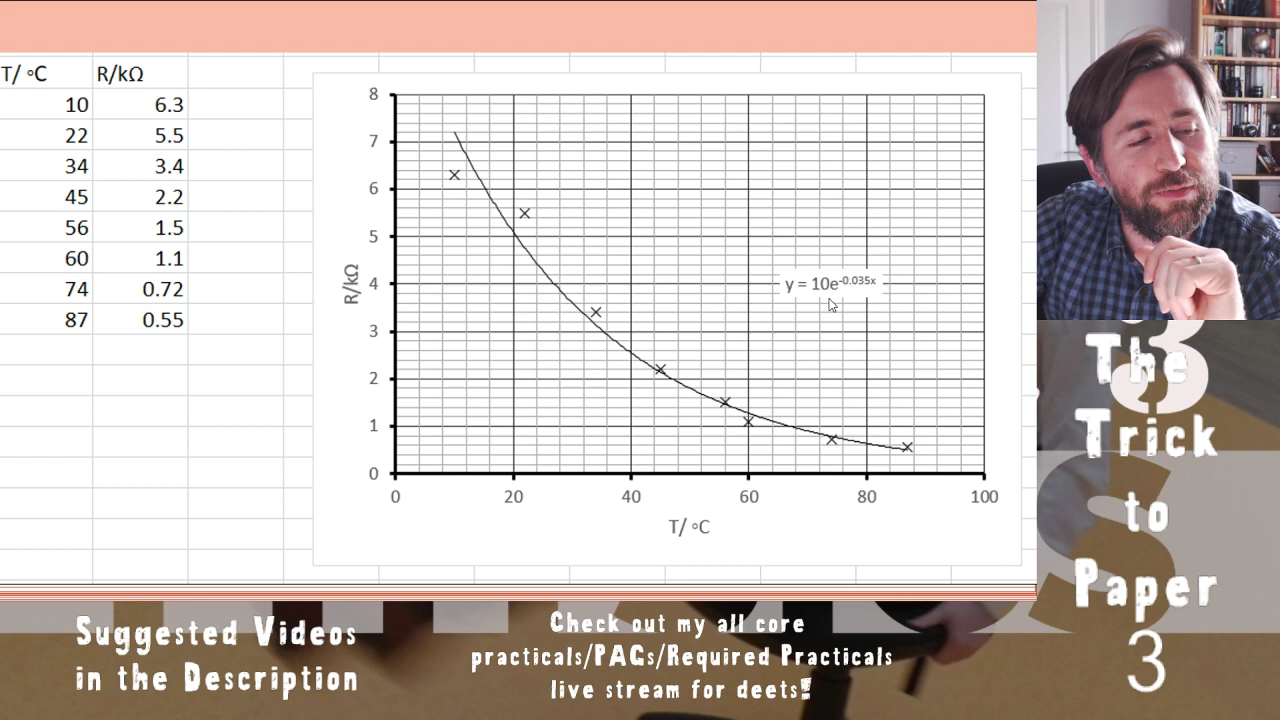 T/ °C R/kΩ
10 6.3
22 5.5
34 3.4
45 2.2
56 1.5
60 1.1
74 0.72
87 0.55
8
7
6
5
4
3
2
1
0
R/kΩ
y = 10e^-0.035x
0 20 40 60 80 100
T/ °C
3
The
Trick
to
Paper
3
Suggested Videos
in the Description
Check out my all core
practicals/PAGs/Required Practicals
live stream for deets!